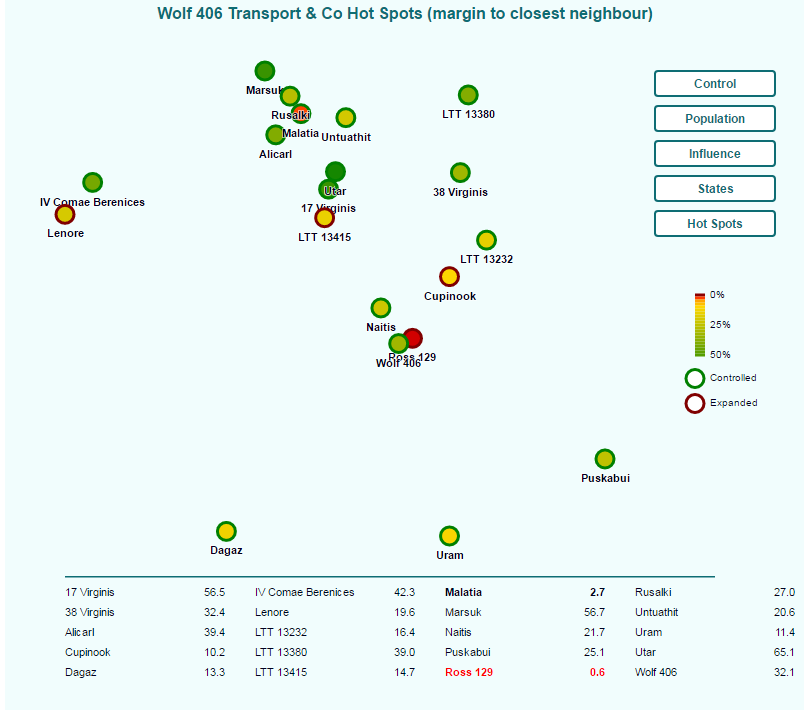 Wolf 406 Transport & Co Hot Spots (margin to closest neighbour)
Marsuk
Rusalki
Malatia
Untuathit
Alicarl
LTT 13380
Utar
17 Virginis
LTT 13415
38 Virginis
IV Comae Berenices
Lenore
LTT 13232
Cupinook
Naitis
Ross 129
Wolf 406
Puskabui
Dagaz
Uram
Control
Population
Influence
States
Hot Spots
0%
25%
50%
Controlled
Expanded
17 Virginis 56.5 IV Comae Berenices 42.3 Malatia 2.7 Rusalki 27.0
38 Virginis 32.4 Lenore 19.6 Marsuk 56.7 Untuathit 20.6
Alicarl 39.4 LTT 13232 16.4 Naitis 21.7 Uram 11.4
Cupinook 10.2 LTT 13380 39.0 Puskabui 25.1 Utar 65.1
Dagaz 13.3 LTT 13415 14.7 Ross 129 0.6 Wolf 406 32.1